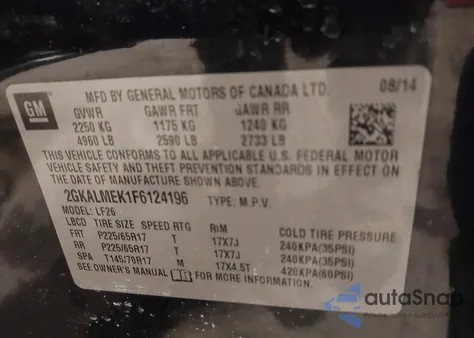 GM
MFD BY GENERAL MOTORS OF CANADA LTD. 08/14
GVWR GAWR FRT GAWR RR
2250 KG 1175 KG 1240 KG
4960 LB 2590 LB 2733 LB
THIS VEHICLE CONFORMS TO ALL APPLICABLE U.S. FEDERAL MOTOR
VEHICLE SAFETY AND THEFT PREVENTION STANDARDS IN EFFECT ON
THE DATE OF MANUFACTURE SHOWN ABOVE.
2GKALMEK1F6124196 TYPE: M.P.V.
MODEL: LF26
LBCD TIRE SIZE SPEED RTG RIM COLD TIRE PRESSURE
FRT P225/65R17 T 17X7J 240KPA(35PSI)
RR P225/65R17 T 17X7J 240KPA(35PSI)
SPA T145/70R17 M 17X4.5T 420KPA(60PSI)
SEE OWNER'S MANUAL FOR MORE INFORMATION
autaSnap